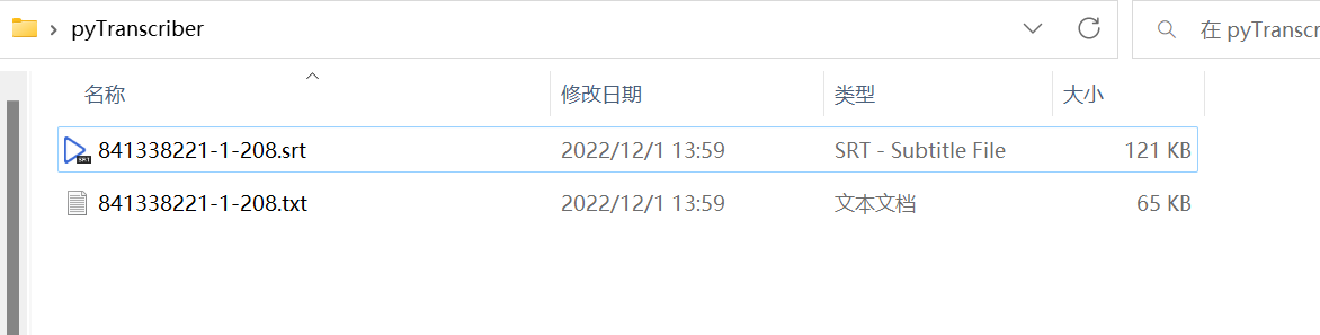 pyTranscriber
在 pyTranscr
名称 修改日期 类型 大小
841338221-1-208.srt 2022/12/1 13:59 SRT - Subtitle File 121 KB
SRT
841338221-1-208.txt 2022/12/1 13:59 文本文档 65 KB